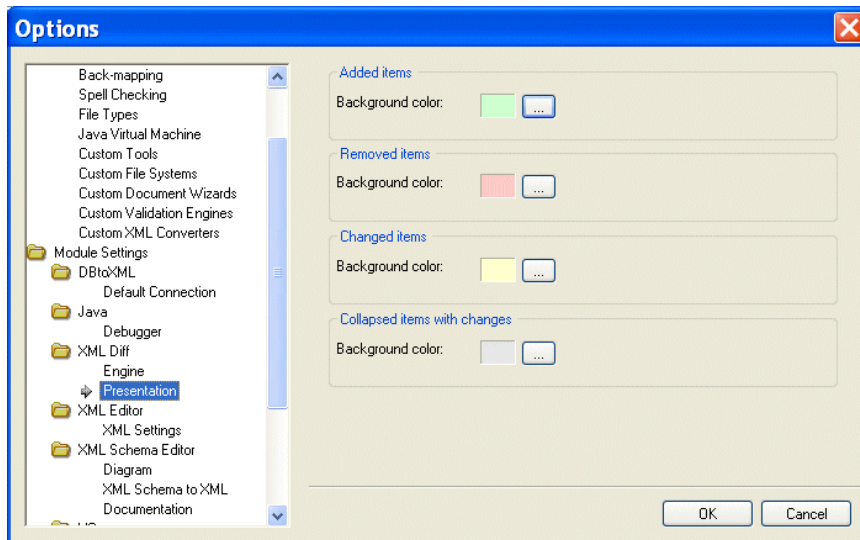 Options
Back-mapping
Spell Checking
File Types
Java Virtual Machine
Custom Tools
Custom File Systems
Custom Document Wizards
Custom Validation Engines
Custom XML Converters
Module Settings
DBtoXML
Default Connection
Java
Debugger
XML Diff
Engine
Presentation
XML Editor
XML Settings
XML Schema Editor
Diagram
XML Schema to XML
Documentation
Added items
Background color: ...
Removed items
Background color: ...
Changed items
Background color: ...
Collapsed items with changes
Background color: ...
OK Cancel